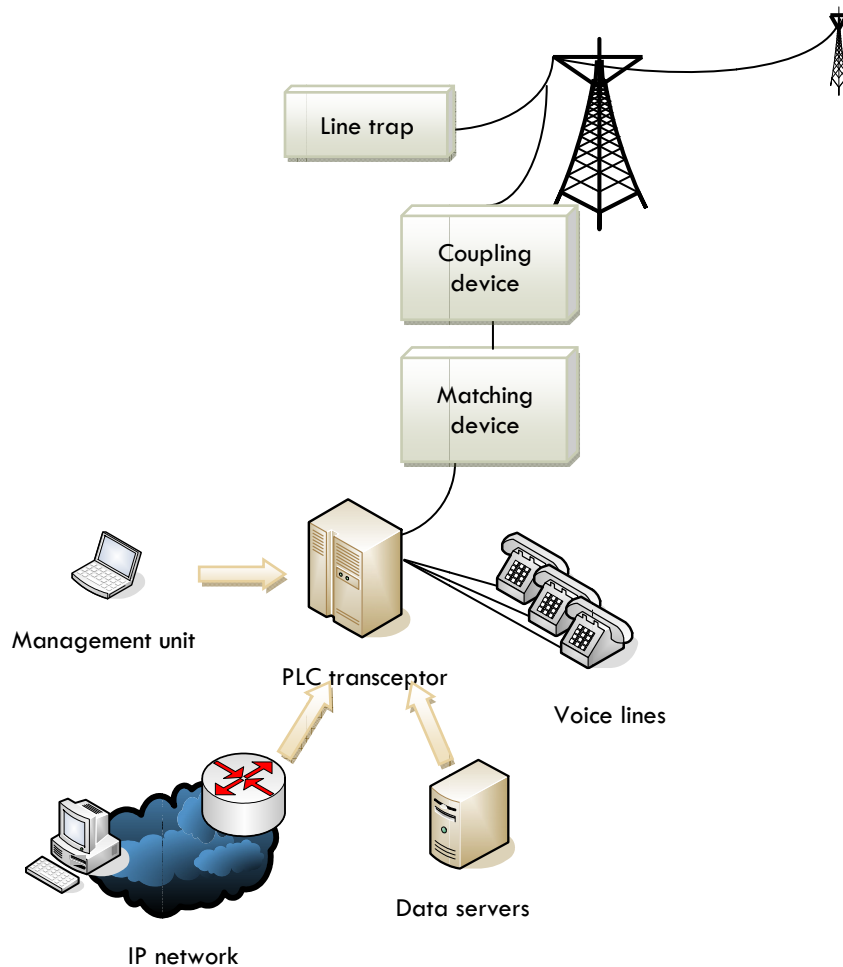 Line trap
Coupling
device
Matching
device
Management unit
PLC transceptor
Voice lines
Data servers
IP network